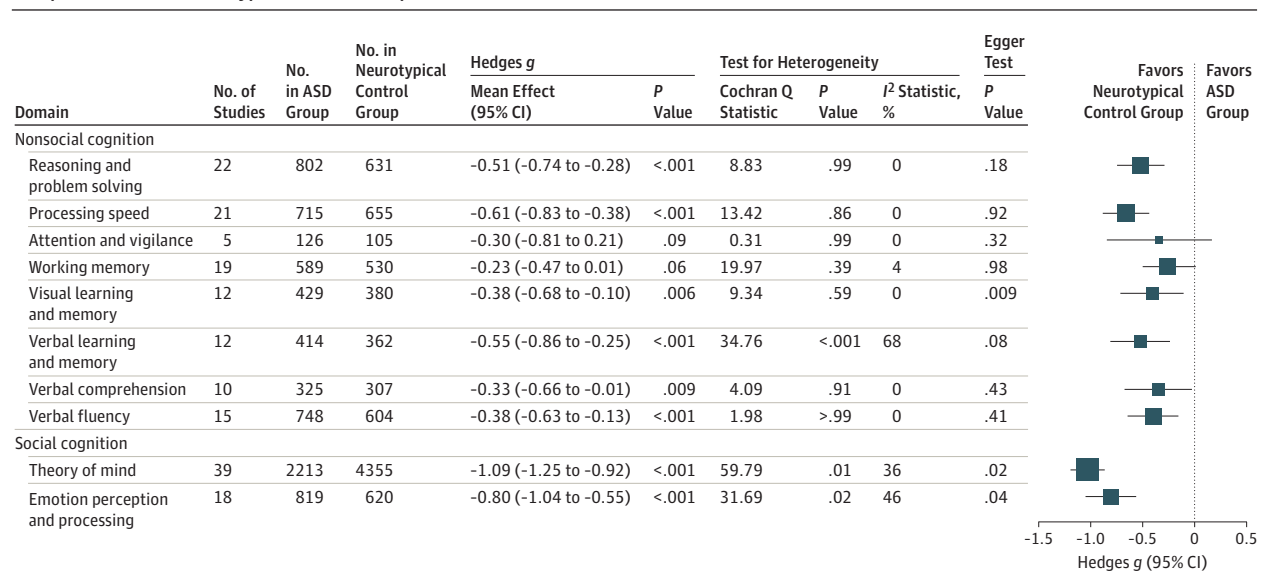 Egger
No. in
Neurotypical Hedges g Test for Heterogeneity Test
No. Favors Favors
No. of in ASD Control Mean Effect P Cochran Q P I² Statistic, P Neurotypical ASD
Domain Studies Group Group (95% CI) Value Statistic Value % Value Control Group Group
Nonsocial cognition
Reasoning and 22 802 631 -0.51 (-0.74 to -0.28) <.001 8.83 .99 0 .18
problem solving
Processing speed 21 715 655 -0.61 (-0.83 to -0.38) <.001 13.42 .86 0 .92
Attention and vigilance 5 126 105 -0.30 (-0.81 to 0.21) .09 0.31 .99 0 .32
Working memory 19 589 530 -0.23 (-0.47 to 0.01) .06 19.97 .39 4 .98
Visual learning 12 429 380 -0.38 (-0.68 to -0.10) .006 9.34 .59 0 .009
and memory
Verbal learning 12 414 362 -0.55 (-0.86 to -0.25) <.001 34.76 <.001 68 .08
and memory
Verbal comprehension 10 325 307 -0.33 (-0.66 to -0.01) .009 4.09 .91 0 .43
Verbal fluency 15 748 604 -0.38 (-0.63 to -0.13) <.001 1.98 >.99 0 .41
Social cognition
Theory of mind 39 2213 4355 -1.09 (-1.25 to -0.92) <.001 59.79 .01 36 .02
Emotion perception 18 819 620 -0.80 (-1.04 to -0.55) <.001 31.69 .02 46 .04
and processing
-1.5 -1.0 -0.5 0 0.5
Hedges g (95% CI)